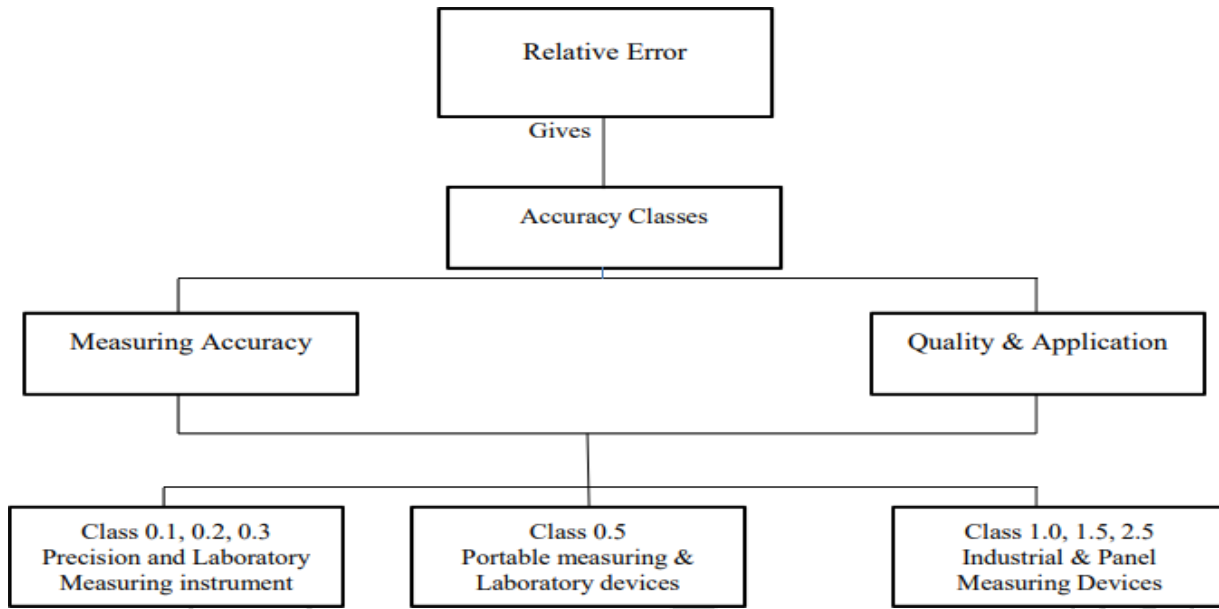 Relative Error
Gives
Accuracy Classes
Measuring Accuracy
Quality & Application
Class 0.1, 0.2, 0.3
Precision and Laboratory
Measuring instrument
Class 0.5
Portable measuring &
Laboratory devices
Class 1.0, 1.5, 2.5
Industrial & Panel
Measuring Devices